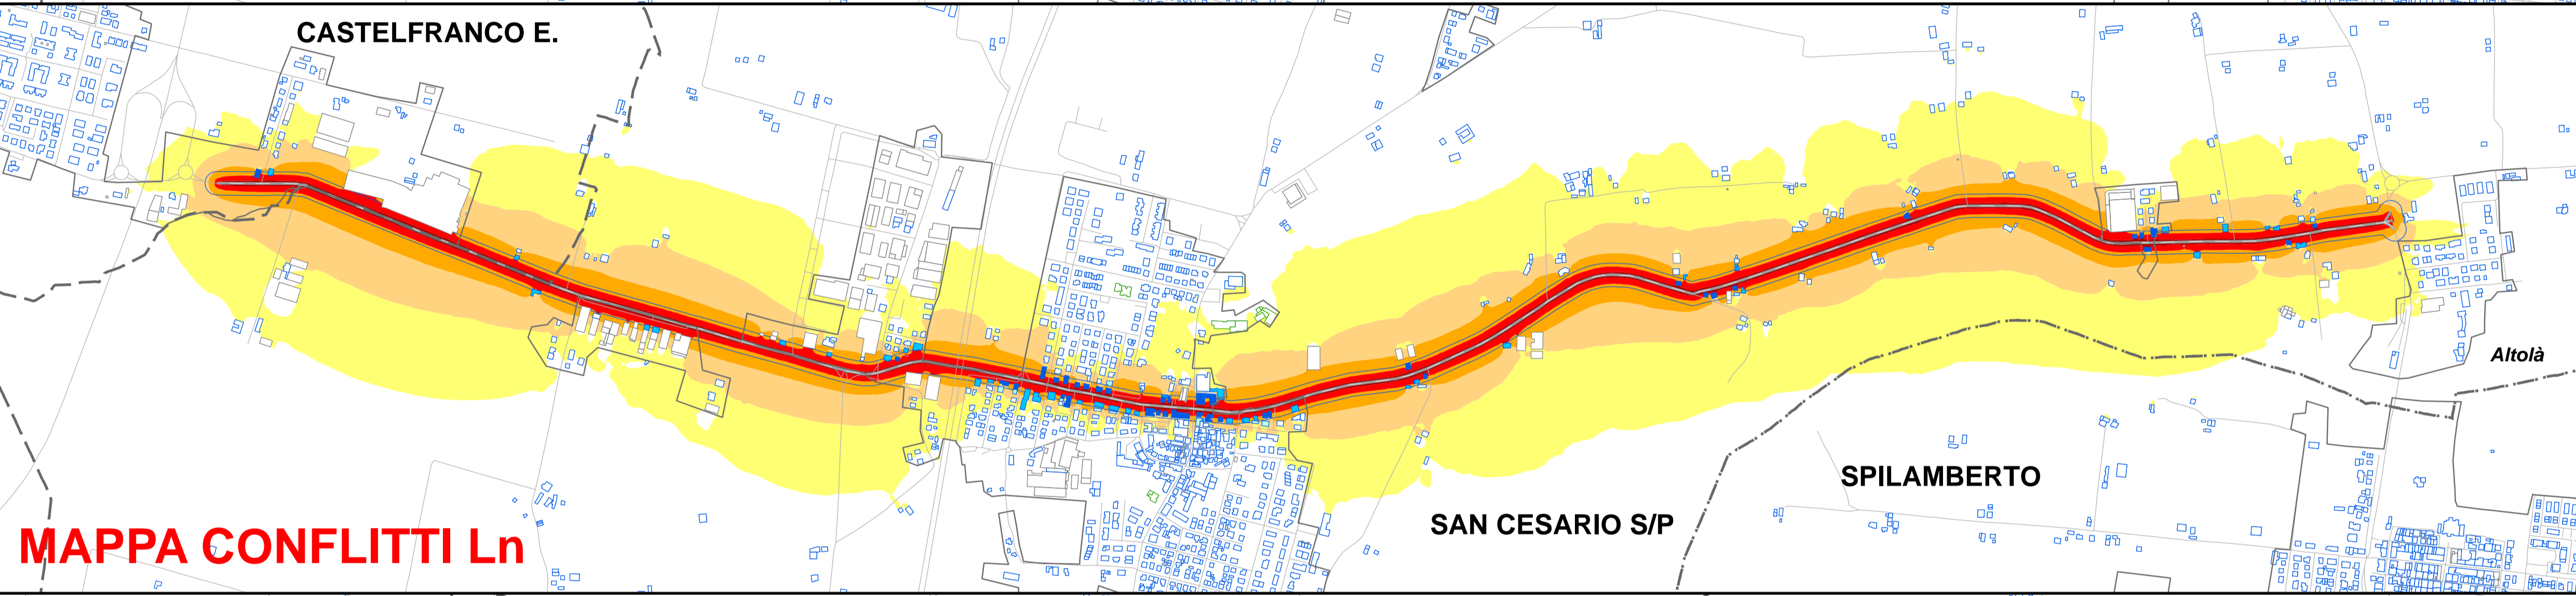 CASTELFRANCO E.
Altolà
SPILAMBERTO
SAN CESARIO S/P
MAPPA CONFLITTI Ln